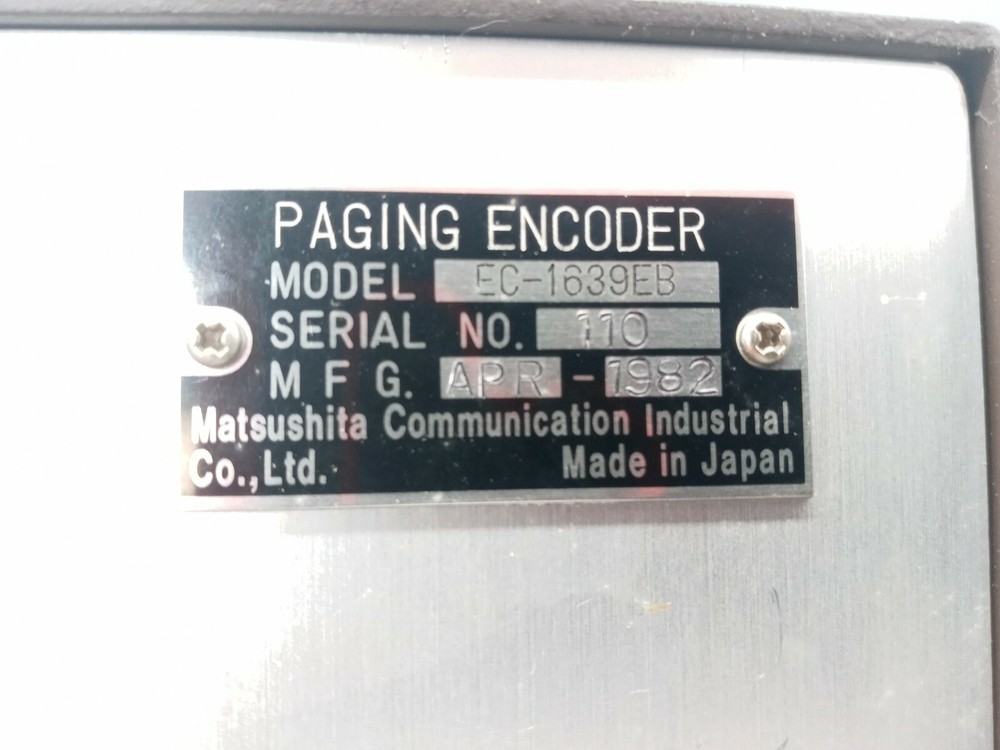 PAGING ENCODER
MODEL EC-1639EB
SERIAL NO. 110
M F G. APR - 1982
Matsushita Communication Industrial
Co., Ltd. Made in Japan